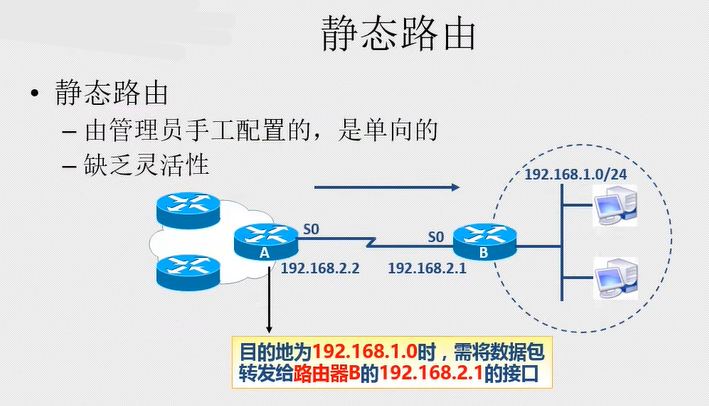 静态路由
• 静态路由
– 由管理员手工配置的，是单向的
– 缺乏灵活性
192.168.1.0/24
S0
S0
A
B
192.168.2.2
192.168.2.1
目的地为192.168.1.0时，需将数据包
转发给路由器B的192.168.2.1的接口